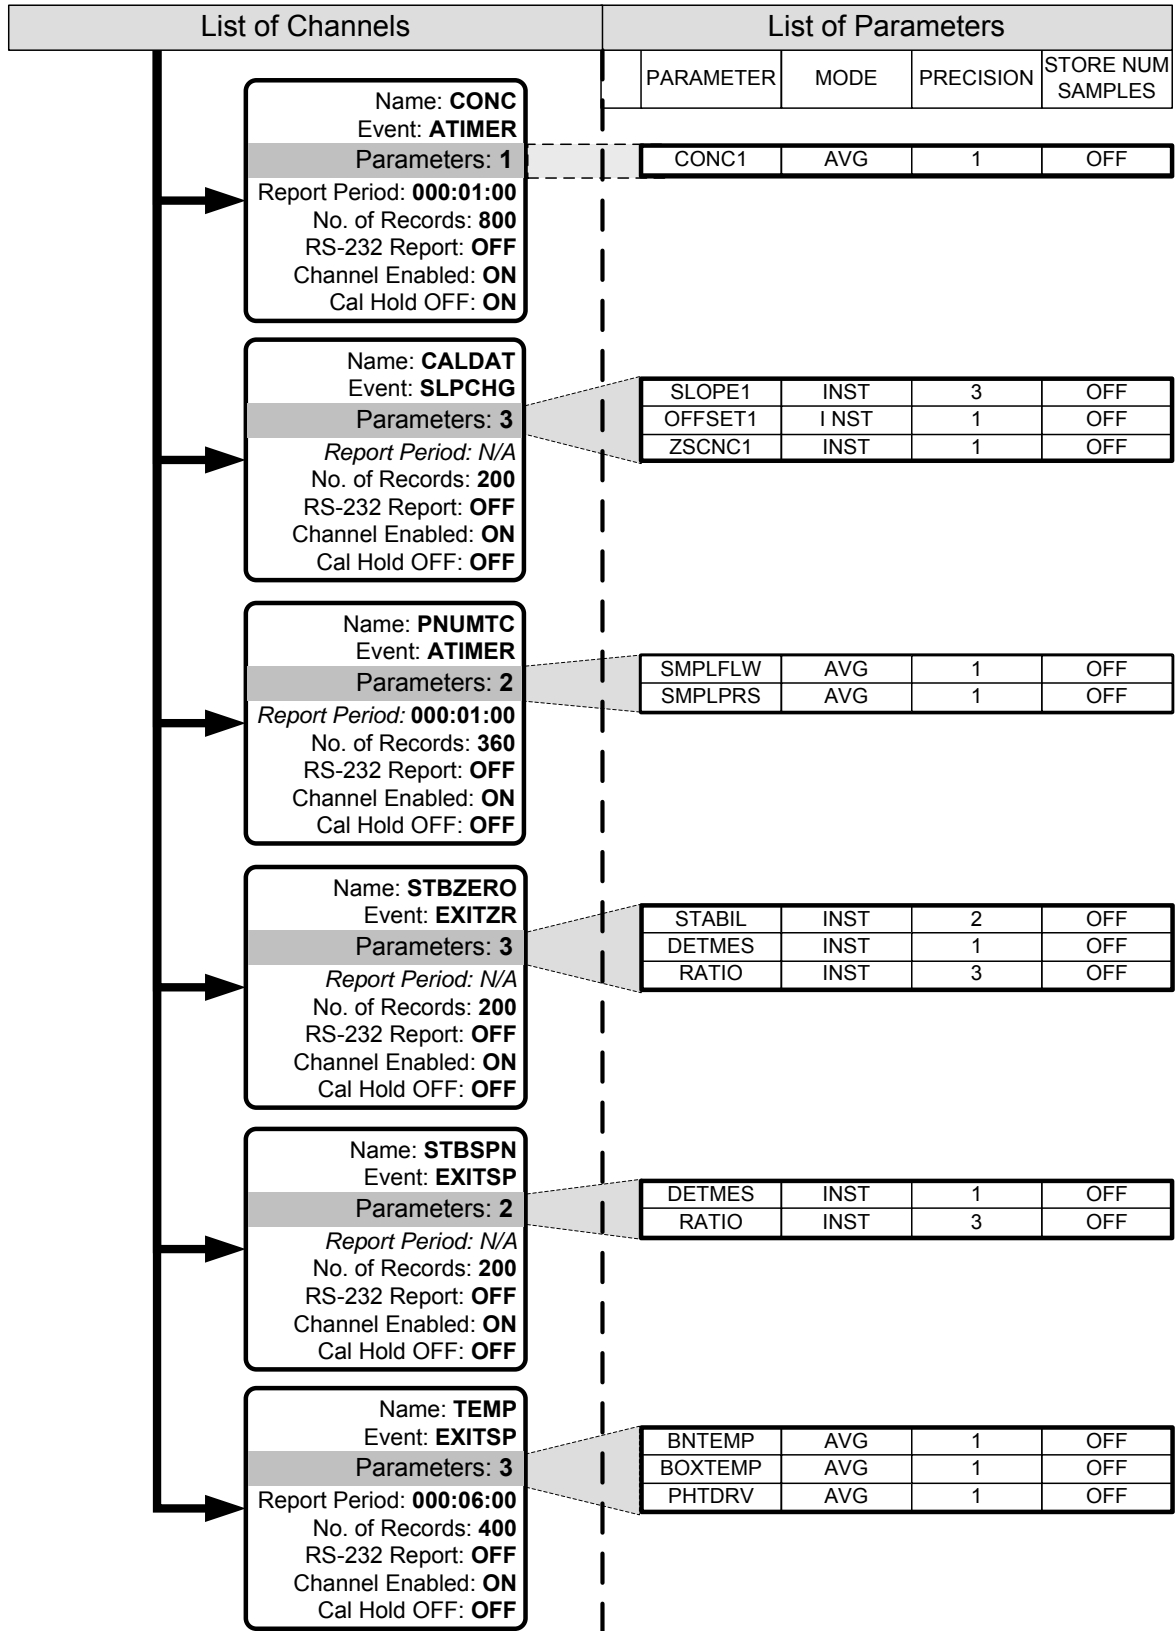 List of Channels
List of Parameters
PARAMETER MODE PRECISION STORE NUM SAMPLES
Name: CONC
Event: ATIMER
Parameters: 1
Report Period: 000:01:00
No. of Records: 800
RS-232 Report: OFF
Channel Enabled: ON
Cal Hold OFF: ON
CONC1 AVG 1 OFF
Name: CALDAT
Event: SLPCHG
Parameters: 3
Report Period: N/A
No. of Records: 200
RS-232 Report: OFF
Channel Enabled: ON
Cal Hold OFF: OFF
SLOPE1 INST 3 OFF
OFFSET1 I NST 1 OFF
ZSCNC1 INST 1 OFF
Name: PNUMTC
Event: ATIMER
Parameters: 2
Report Period: 000:01:00
No. of Records: 360
RS-232 Report: OFF
Channel Enabled: ON
Cal Hold OFF: OFF
SMPLFLW AVG 1 OFF
SMPLPRS AVG 1 OFF
Name: STBZERO
Event: EXITZR
Parameters: 3
Report Period: N/A
No. of Records: 200
RS-232 Report: OFF
Channel Enabled: ON
Cal Hold OFF: OFF
STABIL INST 2 OFF
DETMES INST 1 OFF
RATIO INST 3 OFF
Name: STBSPN
Event: EXITSP
Parameters: 2
Report Period: N/A
No. of Records: 200
RS-232 Report: OFF
Channel Enabled: ON
Cal Hold OFF: OFF
DETMES INST 1 OFF
RATIO INST 3 OFF
Name: TEMP
Event: EXITSP
Parameters: 3
Report Period: 000:06:00
No. of Records: 400
RS-232 Report: OFF
Channel Enabled: ON
Cal Hold OFF: OFF
BNTEMP AVG 1 OFF
BOXTEMP AVG 1 OFF
PHTDRV AVG 1 OFF